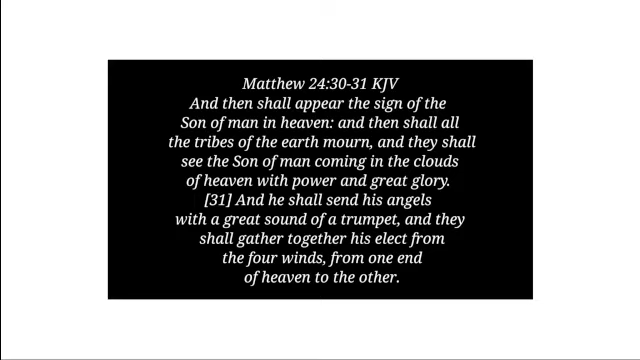 Matthew 24:30-31 KJV
And then shall appear the sign of the
Son of man in heaven: and then shall all
the tribes of the earth mourn, and they shall
see the Son of man coming in the clouds
of heaven with power and great glory.
[31] And he shall send his angels
with a great sound of a trumpet, and they
shall gather together his elect from
the four winds, from one end
of heaven to the other.